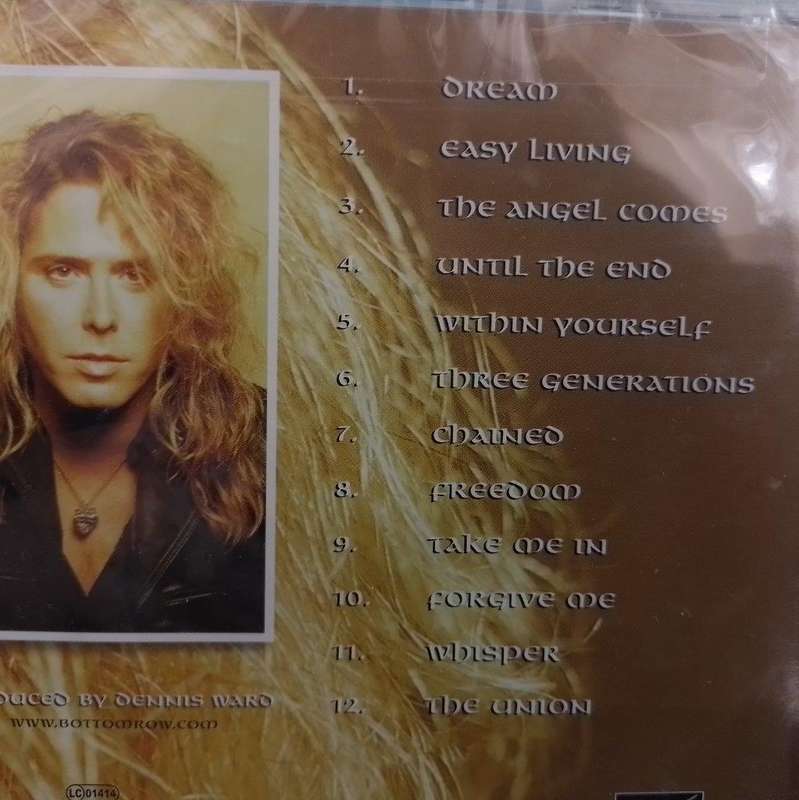 1. DREAM
2. EASY LIVING
3. THE ANGEL COMES
4. UNTIL THE END
5. WITHIN YOURSELF
6. THREE GENERATIONS
7. CHAINED
8. FREEDOM
9. TAKE ME IN
10. FORGIVE ME
11. WHISPER
12. THE UNION
DUCED BY DENNIS WARD
WWW.BOTTOMROW.COM
LC 01414